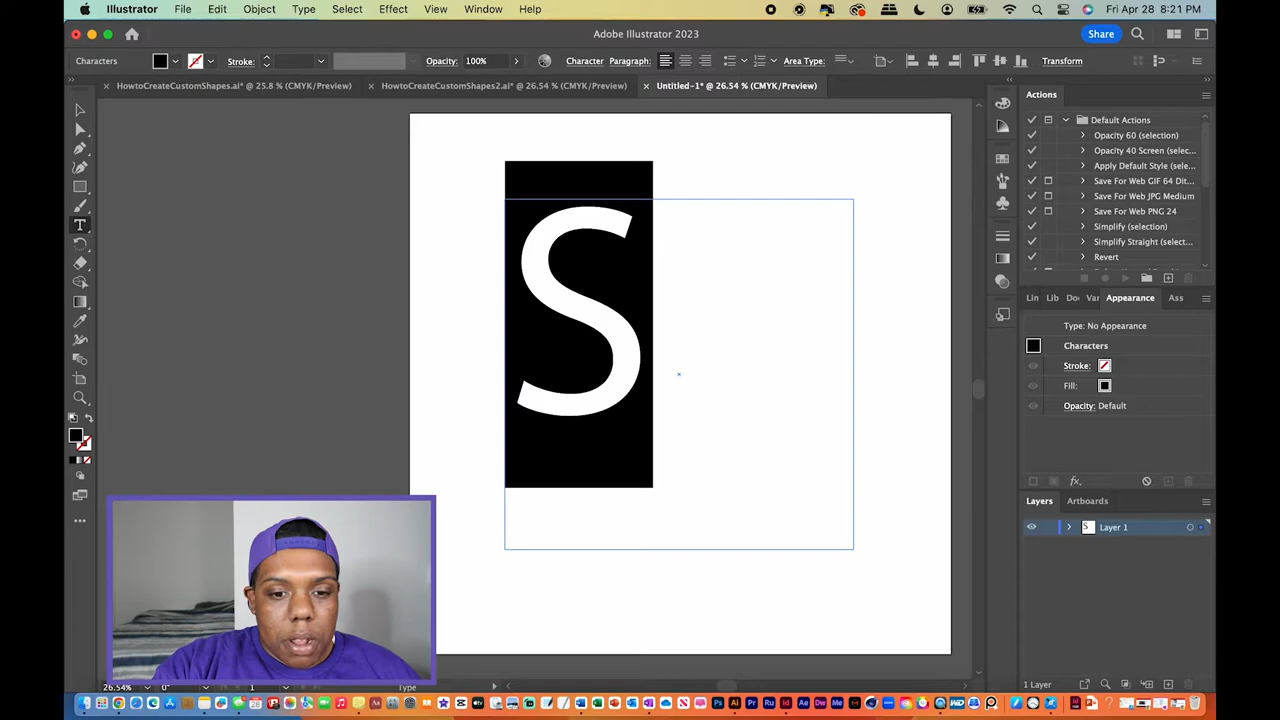 Illustrator File Edit Object Type Select Effect View Window Help Fri Apr 28 8:21 PM
Adobe Illustrator 2023 Share
Characters Stroke: Opacity: 100% Character Paragraph: Area Type: Transform
HowtoCreateCustomShapes.ai* @ 25.8 % (CMYK/Preview) HowtoCreateCustomShapes2.ai* @ 26.54 % (CMYK/Preview) Untitled-1* @ 26.54 % (CMYK/Preview)
Actions
Default Actions
Opacity 60 (selection)
Opacity 40 Screen (selec...
Apply Default Style (sele...
Save For Web GIF 64 Dit...
Save For Web JPG Medium
Save For Web PNG 24
Simplify (selection)
Simplify Straight (select...
Revert
S
Lin Lib Do Var Appearance Ass
Type: No Appearance
Characters
Stroke:
Fill:
Opacity: Default
Layers Artboards
S Layer 1
1 Layer
26.54% 0° 1 Type